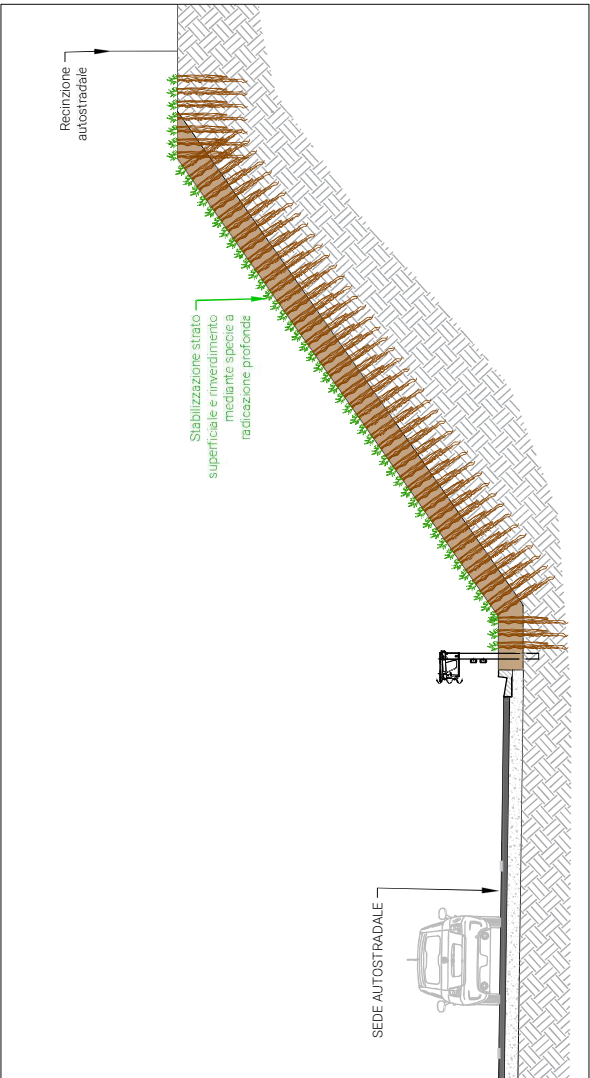 Recinzione
autostradale
Stabilizzazione strato
superficiale e rinverdimento
mediante specie a
radicazione profonda
SEDE AUTOSTRADALE